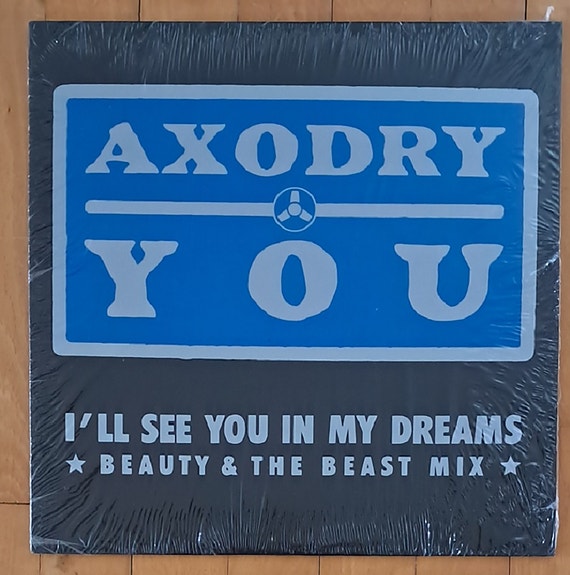 AXODRY
YOU
I'LL SEE YOU IN MY DREAMS
★ BEAUTY & THE BEAST MIX ★